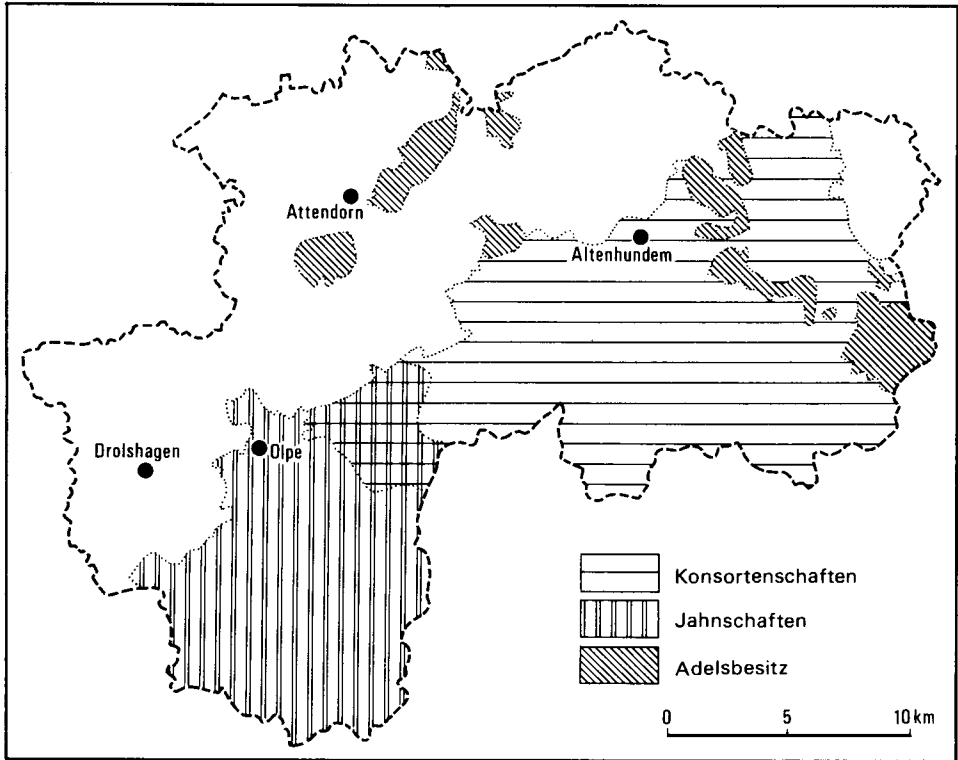 Attendorn
Altenhundem
Drolshagen
Olpe
Konsortenschaften
Jahnschaften
Adelsbesitz
0 5 10 km